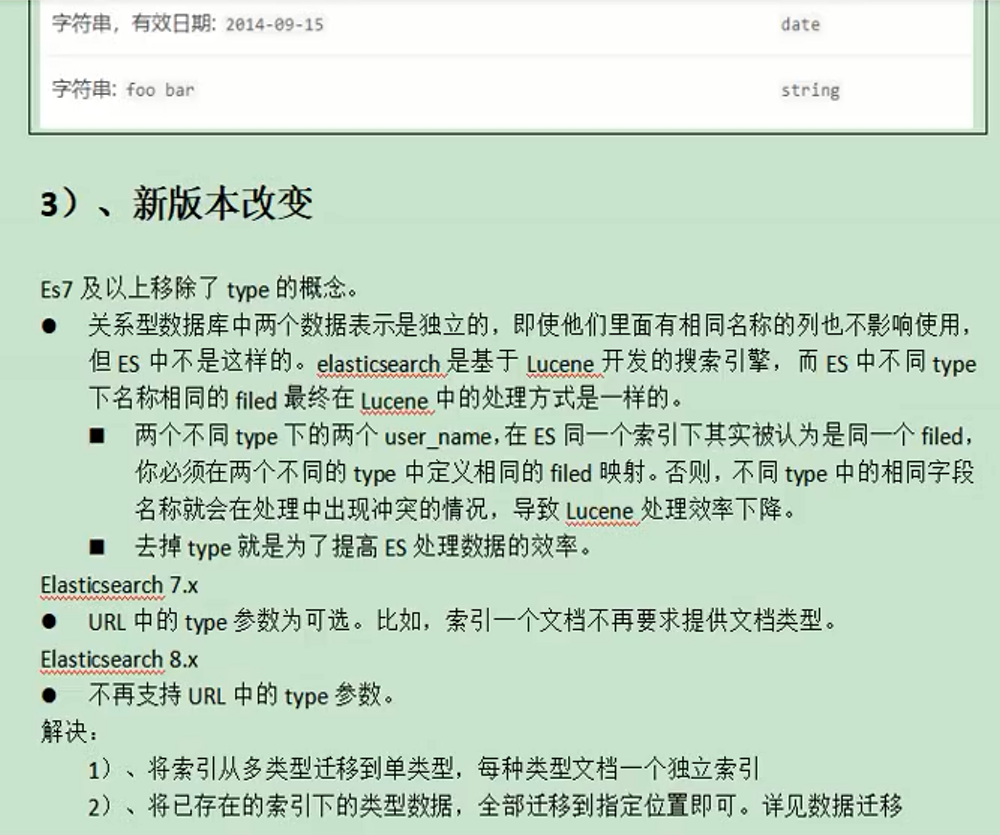 字符串，有效日期: 2014-09-15 date
字符串: foo bar string
3）、新版本改变
Es7 及以上移除了 type 的概念。
● 关系型数据库中两个数据表示是独立的，即使他们里面有相同名称的列也不影响使用，
但 ES 中不是这样的。elasticsearch 是基于 Lucene 开发的搜索引擎，而 ES 中不同 type
下名称相同的 filed 最终在 Lucene 中的处理方式是一样的。
■ 两个不同 type 下的两个 user_name，在 ES 同一个索引下其实被认为是同一个 filed，
你必须在两个不同的 type 中定义相同的 filed 映射。否则，不同 type 中的相同字段
名称就会在处理中出现冲突的情况，导致 Lucene 处理效率下降。
■ 去掉 type 就是为了提高 ES 处理数据的效率。
Elasticsearch 7.x
● URL 中的 type 参数为可选。比如，索引一个文档不再要求提供文档类型。
Elasticsearch 8.x
● 不再支持 URL 中的 type 参数。
解决：
1）、将索引从多类型迁移到单类型，每种类型文档一个独立索引
2）、将已存在的索引下的类型数据，全部迁移到指定位置即可。详见数据迁移